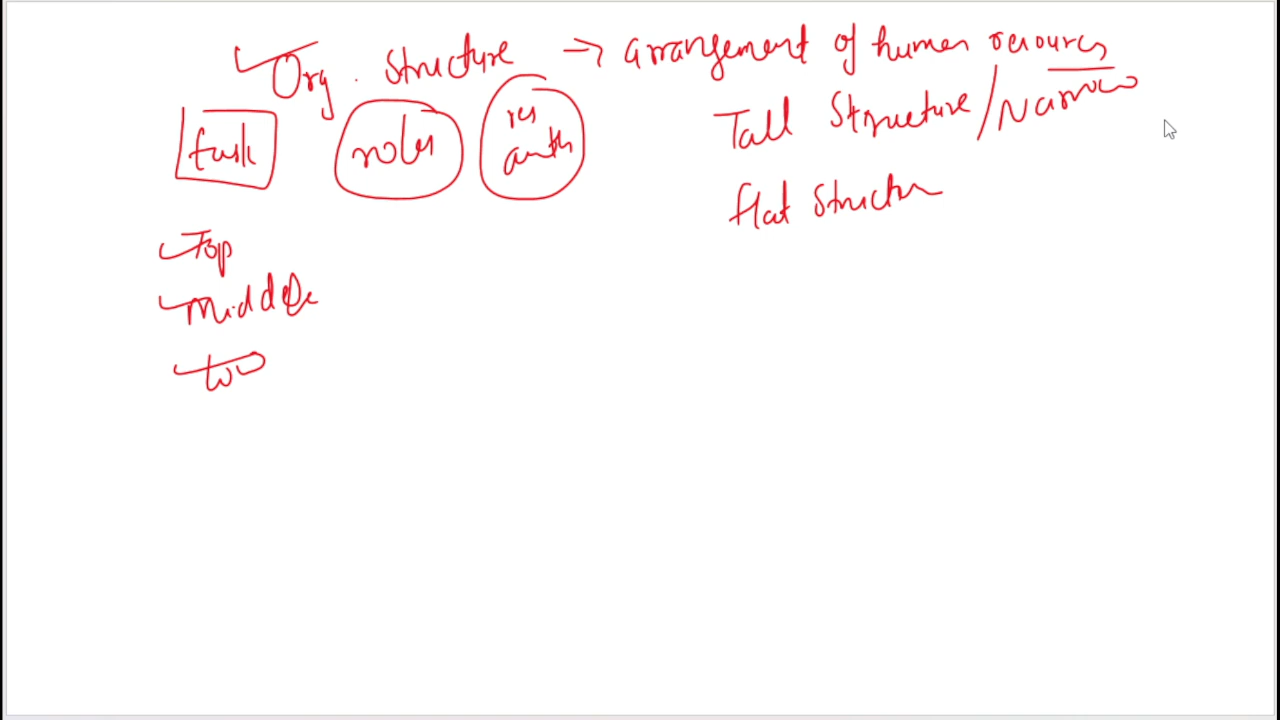 Org. Structure → arrangement of human resources
Tall Structure / Narrow
task roles res auth
flat Structure
Top
Middle
low